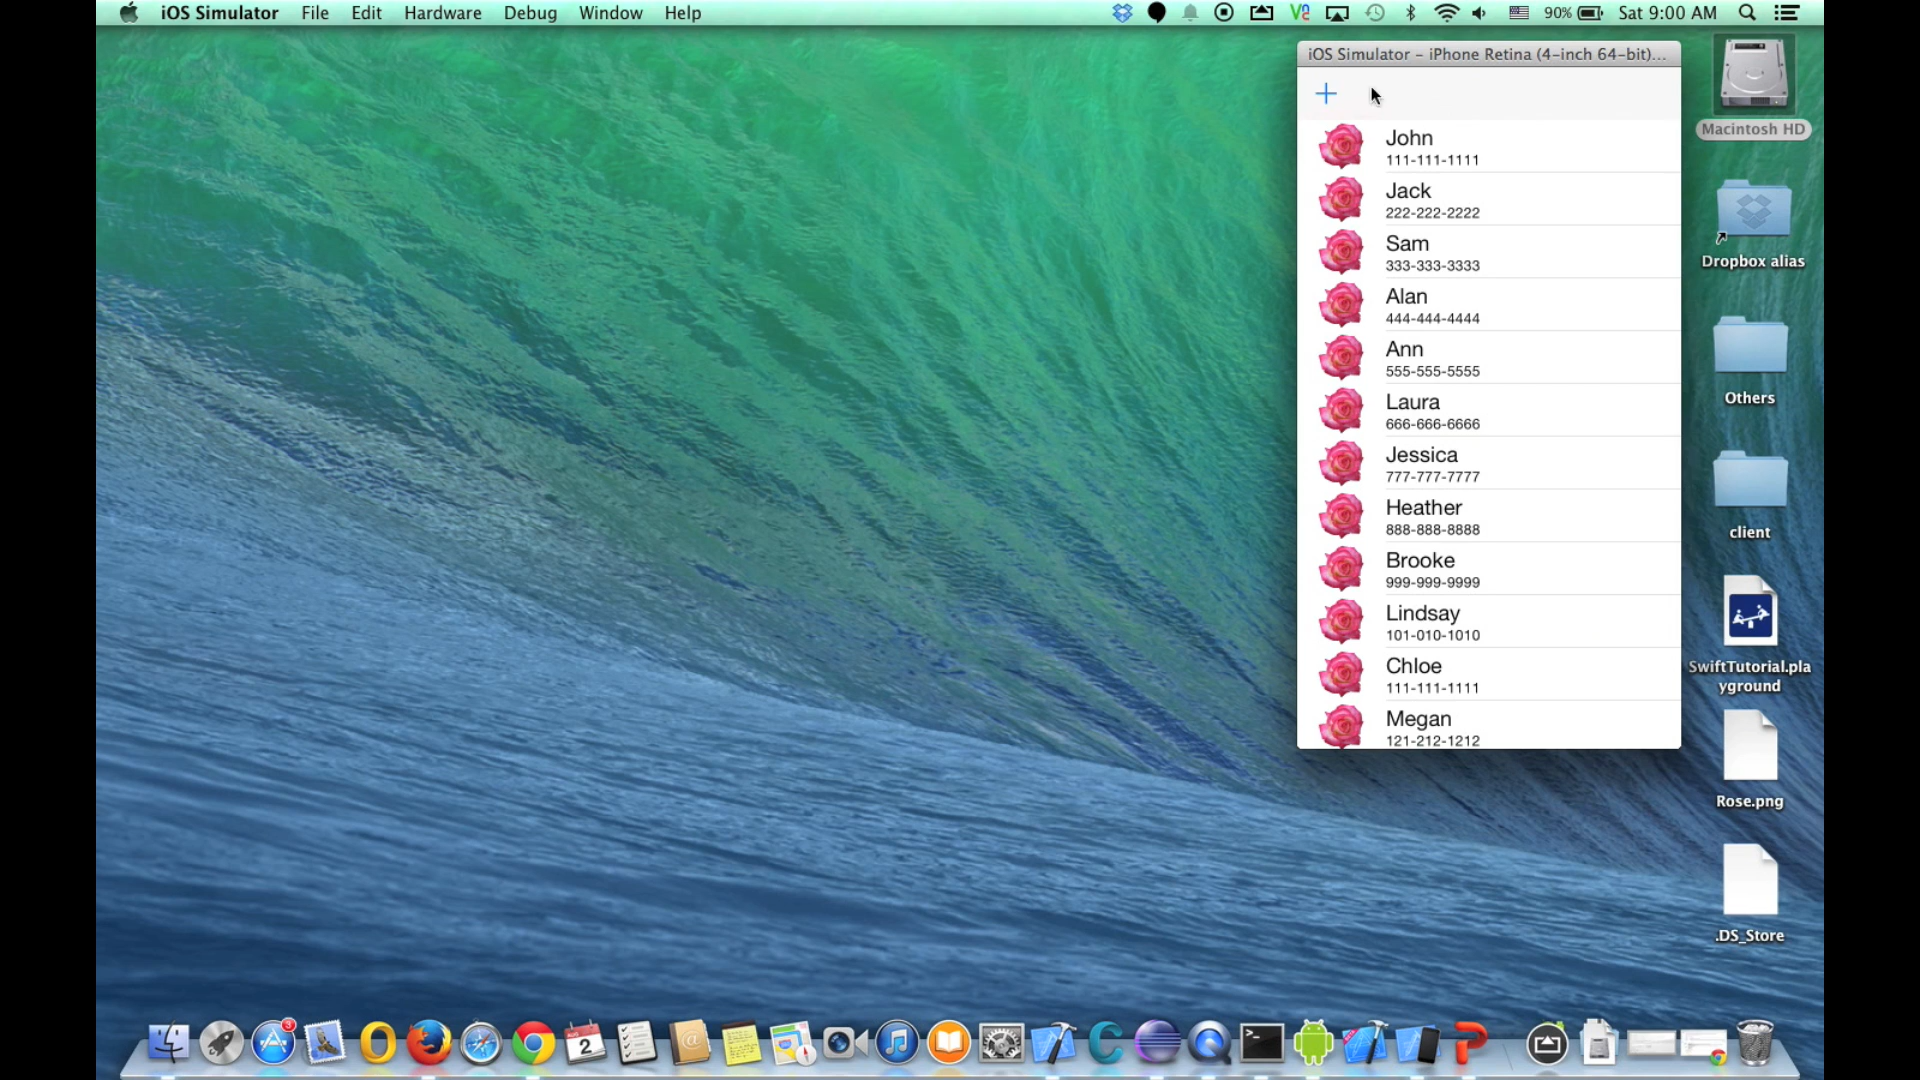 iOS Simulator File Edit Hardware Debug Window Help 90% Sat 9:00 AM
iOS Simulator - iPhone Retina (4-inch 64-bit)...
John
111-111-1111
Jack
222-222-2222
Sam
333-333-3333
Alan
444-444-4444
Ann
555-555-5555
Laura
666-666-6666
Jessica
777-777-7777
Heather
888-888-8888
Brooke
999-999-9999
Lindsay
101-010-1010
Chloe
111-111-1111
Megan
121-212-1212
Macintosh HD
Dropbox alias
Others
client
SwiftTutorial.pla
yground
Rose.png
.DS_Store
3
2